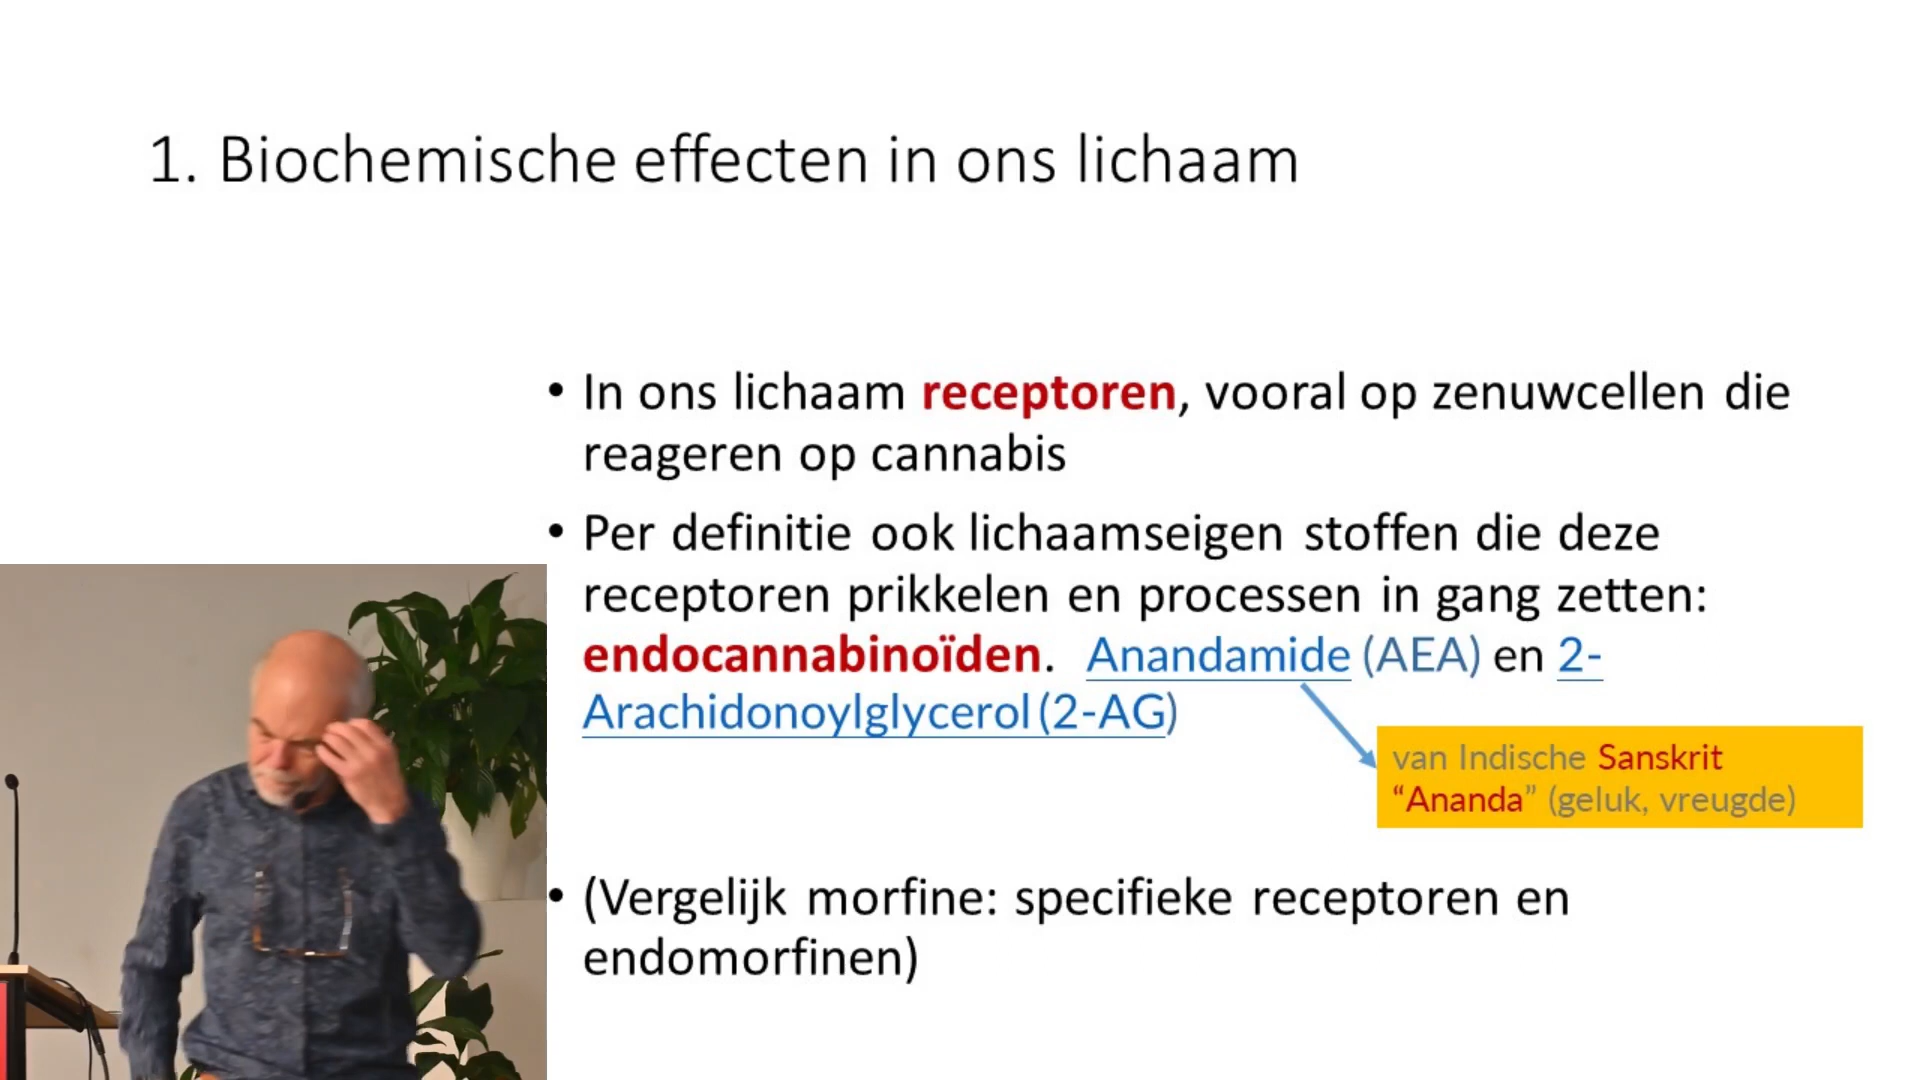 1. Biochemische effecten in ons lichaam
• In ons lichaam receptoren, vooral op zenuwcellen die
reageren op cannabis
• Per definitie ook lichaamseigen stoffen die deze
receptoren prikkelen en processen in gang zetten:
endocannabinoïden. Anandamide (AEA) en 2-
Arachidonoylglycerol (2-AG)
van Indische Sanskrit
“Ananda” (geluk, vreugde)
• (Vergelijk morfine: specifieke receptoren en
endomorfinen)